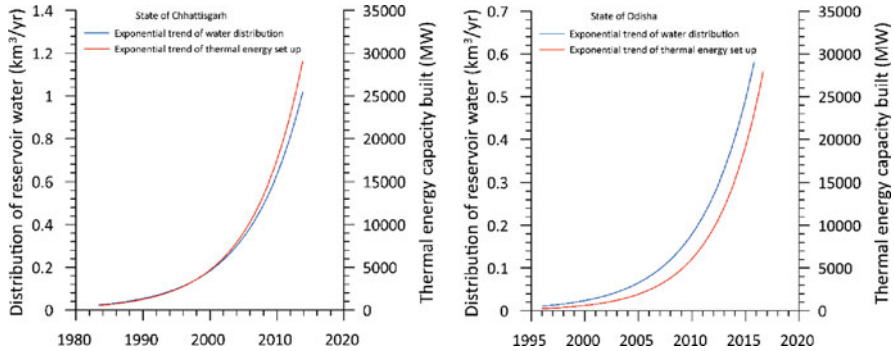 State of Chhattisgarh
Exponential trend of water distribution
Exponential trend of thermal energy set up
Distribution of reservoir water (km³/yr)
1.4
1.2
1
0.8
0.6
0.4
0.2
0
Thermal energy capacity built (MW)
35000
30000
25000
20000
15000
10000
5000
0
1980 1990 2000 2010 2020
State of Odisha
Exponential trend of water distribution
Exponential trend of thermal energy set up
Distribution of reservoir water (km³/yr)
0.7
0.6
0.5
0.4
0.3
0.2
0.1
0
Thermal energy capacity built (MW)
35000
30000
25000
20000
15000
10000
5000
0
1995 2000 2005 2010 2015 2020